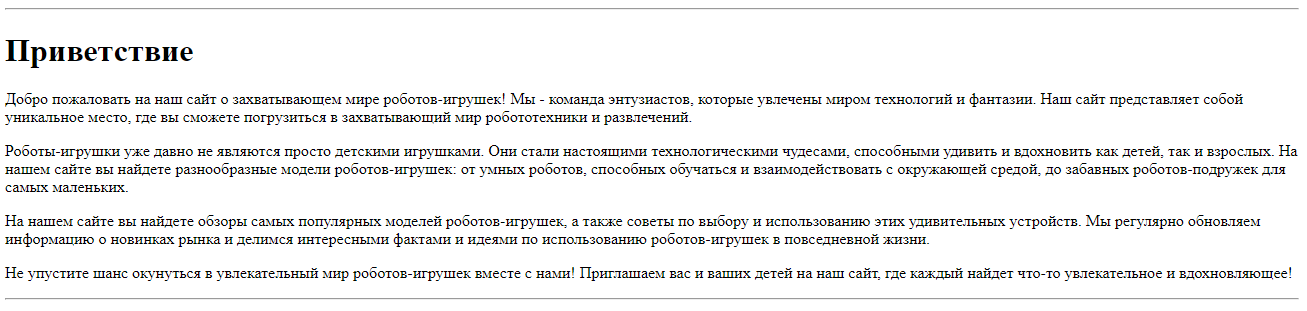 Приветствие
Добро пожаловать на наш сайт о захватывающем мире роботов-игрушек! Мы - команда энтузиастов, которые увлечены миром технологий и фантазии. Наш сайт представляет собой
уникальное место, где вы сможете погрузиться в захватывающий мир робототехники и развлечений.
Роботы-игрушки уже давно не являются просто детскими игрушками. Они стали настоящими технологическими чудесами, способными удивить и вдохновить как детей, так и взрослых. На
нашем сайте вы найдете разнообразные модели роботов-игрушек: от умных роботов, способных обучаться и взаимодействовать с окружающей средой, до забавных роботов-подружек для
самых маленьких.
На нашем сайте вы найдете обзоры самых популярных моделей роботов-игрушек, а также советы по выбору и использованию этих удивительных устройств. Мы регулярно обновляем
информацию о новинках рынка и делимся интересными фактами и идеями по использованию роботов-игрушек в повседневной жизни.
Не упустите шанс окунуться в увлекательный мир роботов-игрушек вместе с нами! Приглашаем вас и ваших детей на наш сайт, где каждый найдет что-то увлекательное и вдохновляющее!